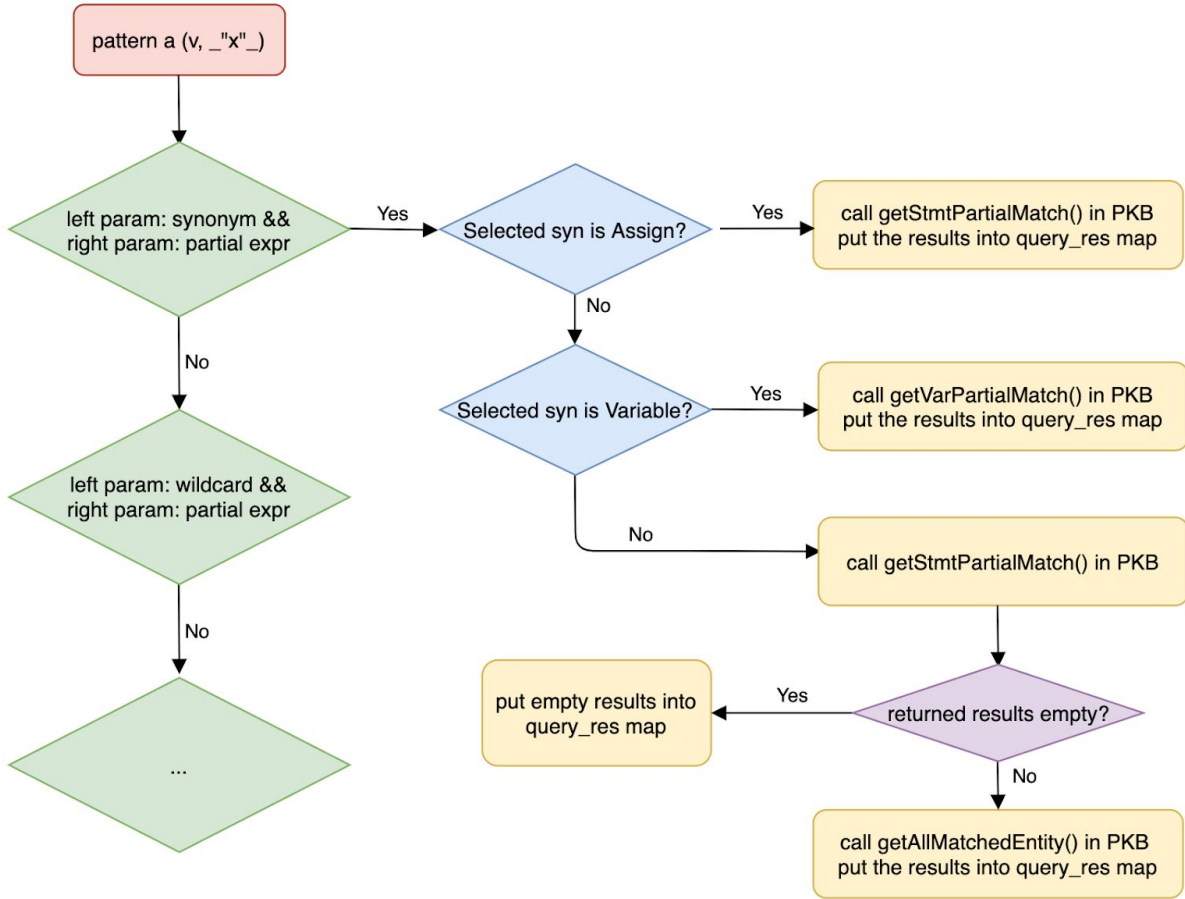 pattern a (v, _"x"_)
left param: synonym &&
right param: partial expr
Yes
Selected syn is Assign?
Yes
call getStmtPartialMatch() in PKB
put the results into query_res map
No
No
Selected syn is Variable?
Yes
call getVarPartialMatch() in PKB
put the results into query_res map
left param: wildcard &&
right param: partial expr
No
call getStmtPartialMatch() in PKB
No
...
returned results empty?
Yes
put empty results into
query_res map
No
call getAllMatchedEntity() in PKB
put the results into query_res map